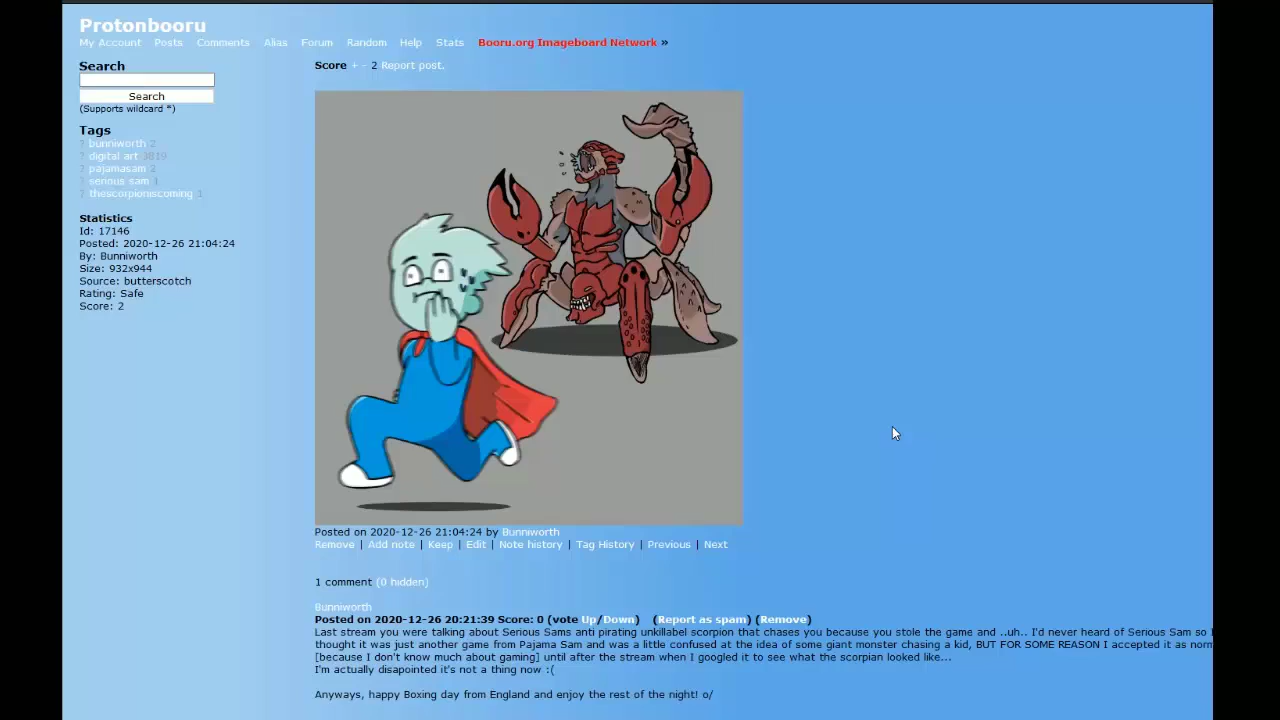 Protonbooru
My Account Posts Comments Alias Forum Random Help Stats Booru.org Imageboard Network »
Search
Search
(Supports wildcard *)
Tags
? bunniworth 2
? digital art 3819
? pajamasam
? serious sam
? thescorpioniscoming 1
Statistics
Id: 17146
Posted: 2020-12-26 21:04:24
By: Bunniworth
Size: 932x944
Source: butterscotch
Rating: Safe
Score: 2
Score + - 2 Report post.
Posted on 2020-12-26 21:04:24 by Bunniworth
Remove | Add note | Keep | Edit | Note history | Tag History | Previous | Next
1 comment (0 hidden)
Bunniworth
Posted on 2020-12-26 20:21:39 Score: 0 (vote Up/Down) (Report as spam) (Remove)
Last stream you were talking about Serious Sams anti pirating unkillabel scorpion that chases you because you stole the game and ..uh.. I'd never heard of Serious Sam so I
thought it was just another game from Pajama Sam and was a little confused at the idea of some giant monster chasing a kid, BUT FOR SOME REASON I accepted it as norm
[because I don't know much about gaming] until after the stream when I googled it to see what the scorpian looked like...
I'm actually disapointed it's not a thing now :(
Anyways, happy Boxing day from England and enjoy the rest of the night! o/